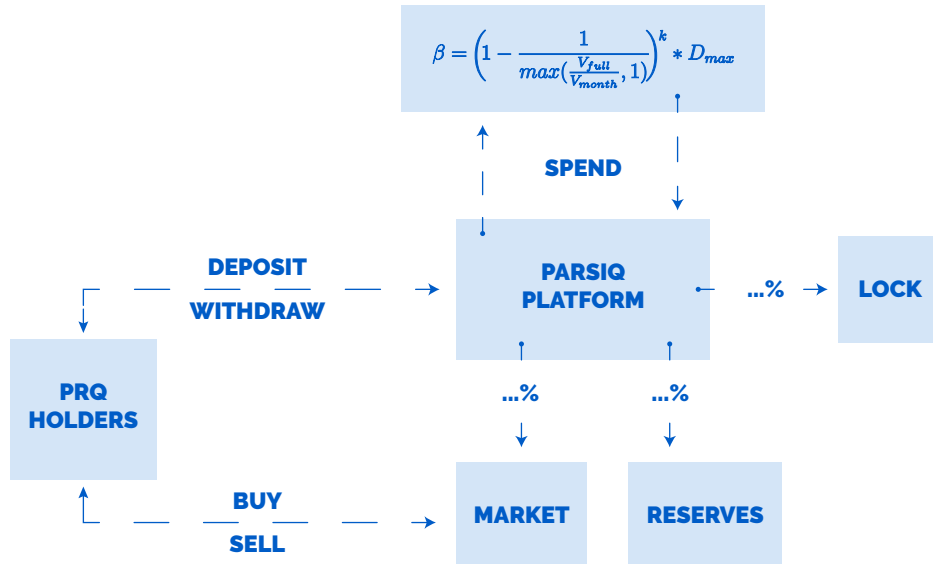 β = (1 − 1 / max(V_full / V_month, 1))^k * D_max
SPEND
DEPOSIT
WITHDRAW
PARSIQ
PLATFORM
...%
LOCK
PRQ
HOLDERS
...%
...%
BUY
SELL
MARKET
RESERVES